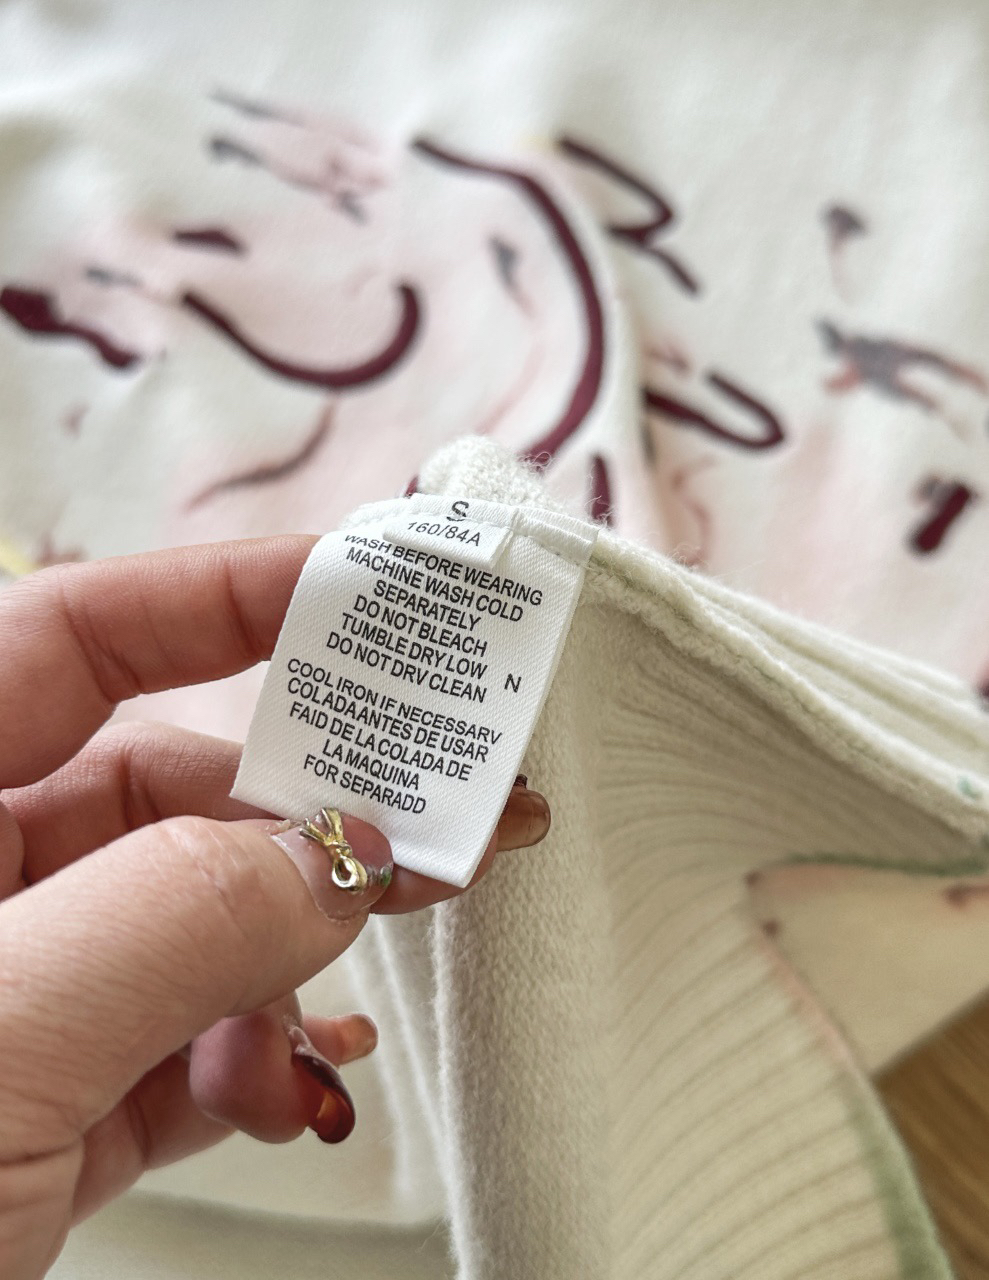 S
160/84A
WASH BEFORE WEARING
MACHINE WASH COLD
SEPARATELY
DO NOT BLEACH
TUMBLE DRY LOW
DO NOT DRV CLEAN
N
COOL IRON IF NECESSARV
COLADAANTES DE USAR
FAID DE LA COLADA DE
LA MAQUINA
FOR SEPARADD